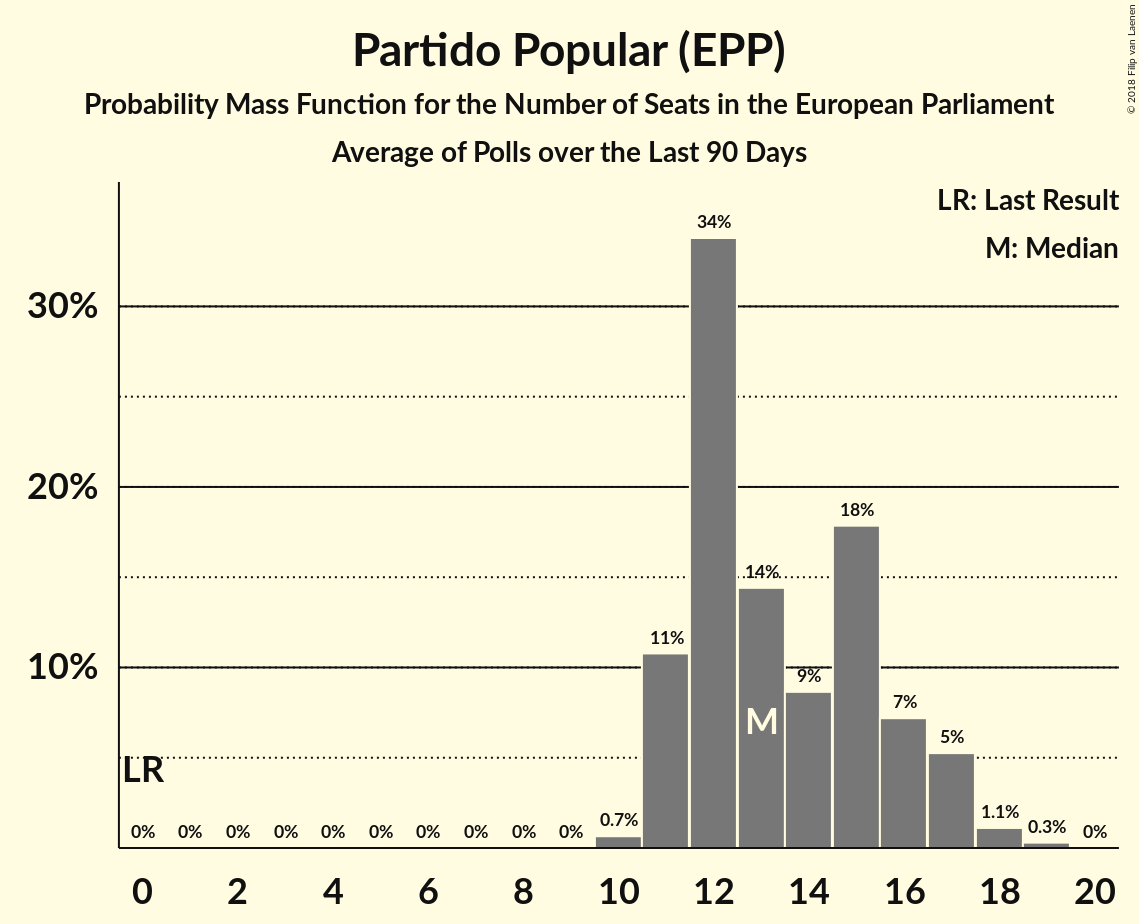 Partido Popular (EPP)
Probability Mass Function for the Number of Seats in the European Parliament
Average of Polls over the Last 90 Days
© 2018 Filip van Laenen
LR: Last Result
M: Median
34%
30%
20%
18%
14%
11%
10%
9%
7%
M
5%
LR
0% 0% 0% 0% 0% 0% 0% 0% 0% 0% 0.7% 1.1% 0.3% 0%
0 2 4 6 8 10 12 14 16 18 20